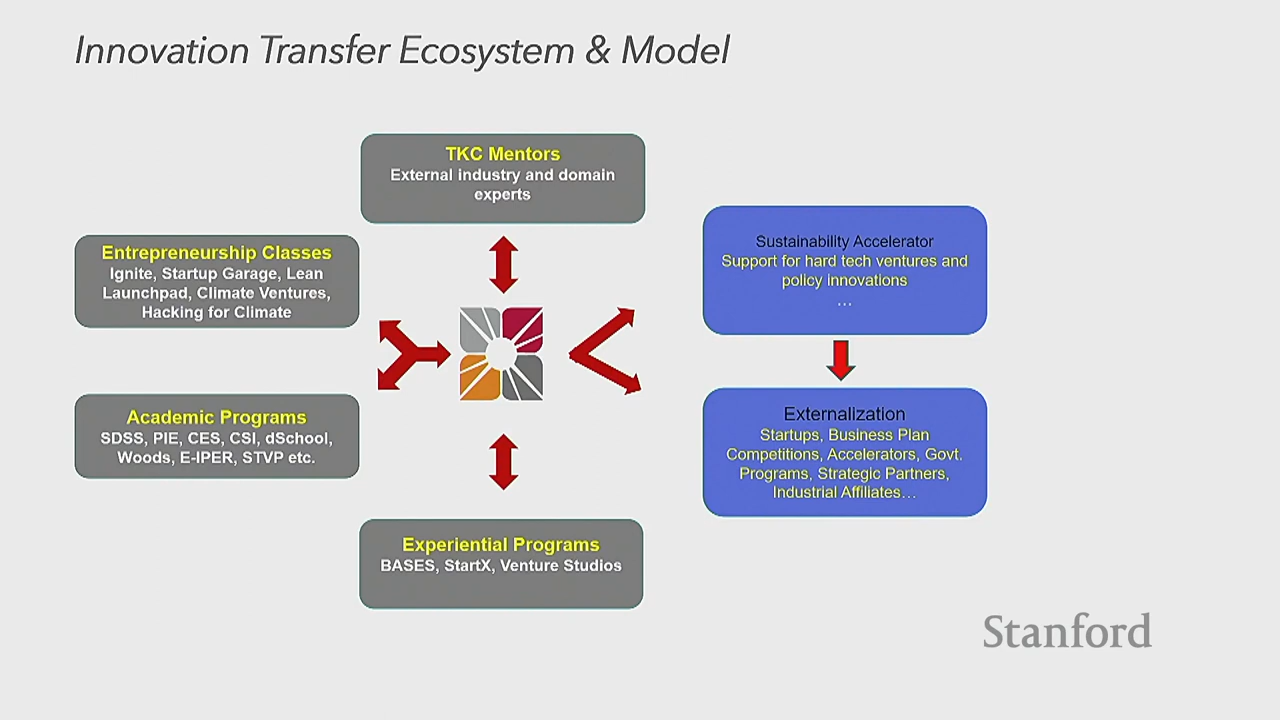 Innovation Transfer Ecosystem & Model
TKC Mentors
External industry and domain
experts
Entrepreneurship Classes
Ignite, Startup Garage, Lean
Launchpad, Climate Ventures,
Hacking for Climate
Academic Programs
SDSS, PIE, CES, CSI, dSchool,
Woods, E-IPER, STVP etc.
Experiential Programs
BASES, StartX, Venture Studios
Sustainability Accelerator
Support for hard tech ventures and
policy innovations
...
Externalization
Startups, Business Plan
Competitions, Accelerators, Govt.
Programs, Strategic Partners,
Industrial Affiliates...
Stanford